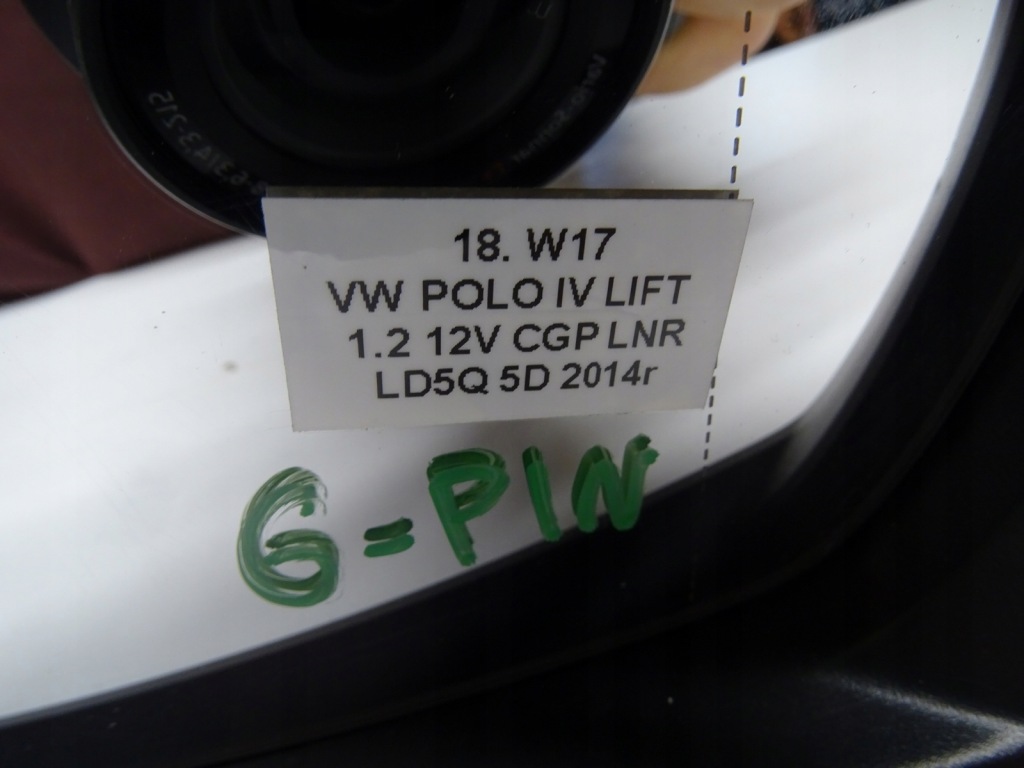 18. W17
VW POLO IV LIFT
1.2 12V CGP LNR
LD5Q 5D 2014r
6=PIN